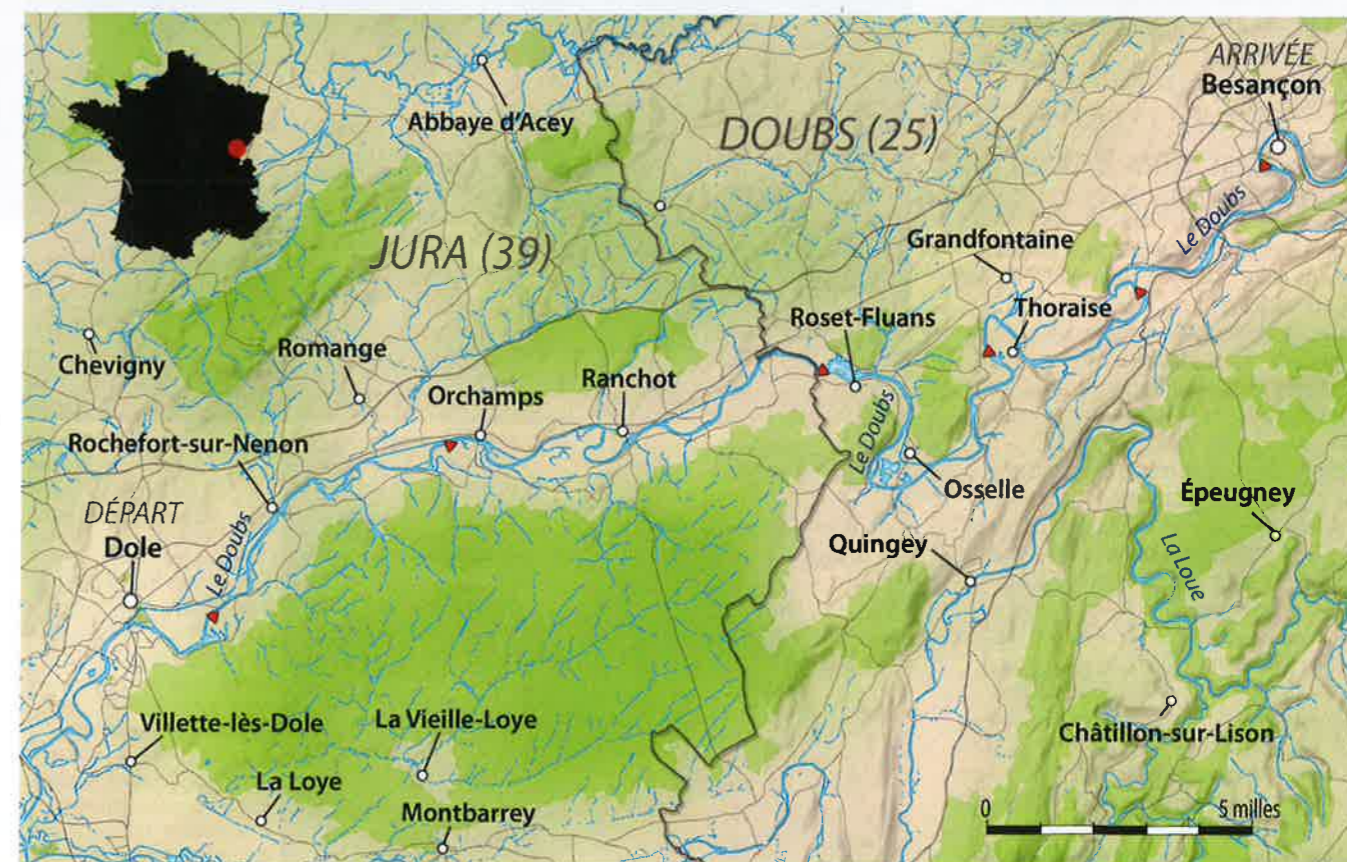 ARRIVÉE
Besançon
Abbaye d'Acey
DOUBS (25)
Le Doubs
JURA (39)
Grandfontaine
Thoraise
Roset-Fluans
Chevigny
Romange
Orchamps
Ranchot
Rochefort-sur-Nenon
Le Doubs
Osselle
Épeugney
DÉPART
Dole
Le Doubs
Quingey
La Loue
Villette-lès-Dole
La Vieille-Loye
Châtillon-sur-Lison
La Loye
Montbarrey
0 5 milles